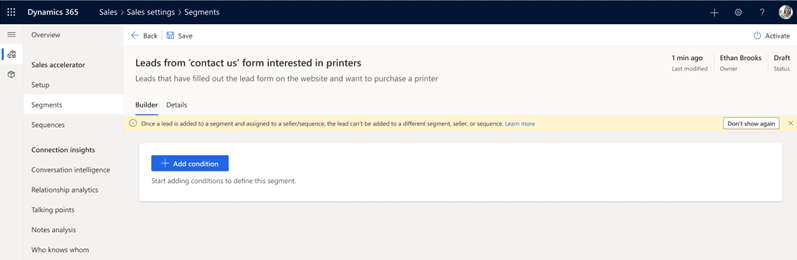 Dynamics 365 Sales > Sales settings > Segments
Overview
Sales accelerator
Setup
Segments
Sequences
Connection insights
Conversation intelligence
Relationship analytics
Talking points
Notes analysis
Who knows whom
Back Save Activate
Leads from 'contact us' form interested in printers
Leads that have filled out the lead form on the website and want to purchase a printer
1 min ago Ethan Brooks Draft
Last modified Owner Status
Builder Details
Once a lead is added to a segment and assigned to a seller/sequence, the lead can't be added to a different segment, seller, or sequence. Learn more Don't show again
Add condition
Start adding conditions to define this segment.